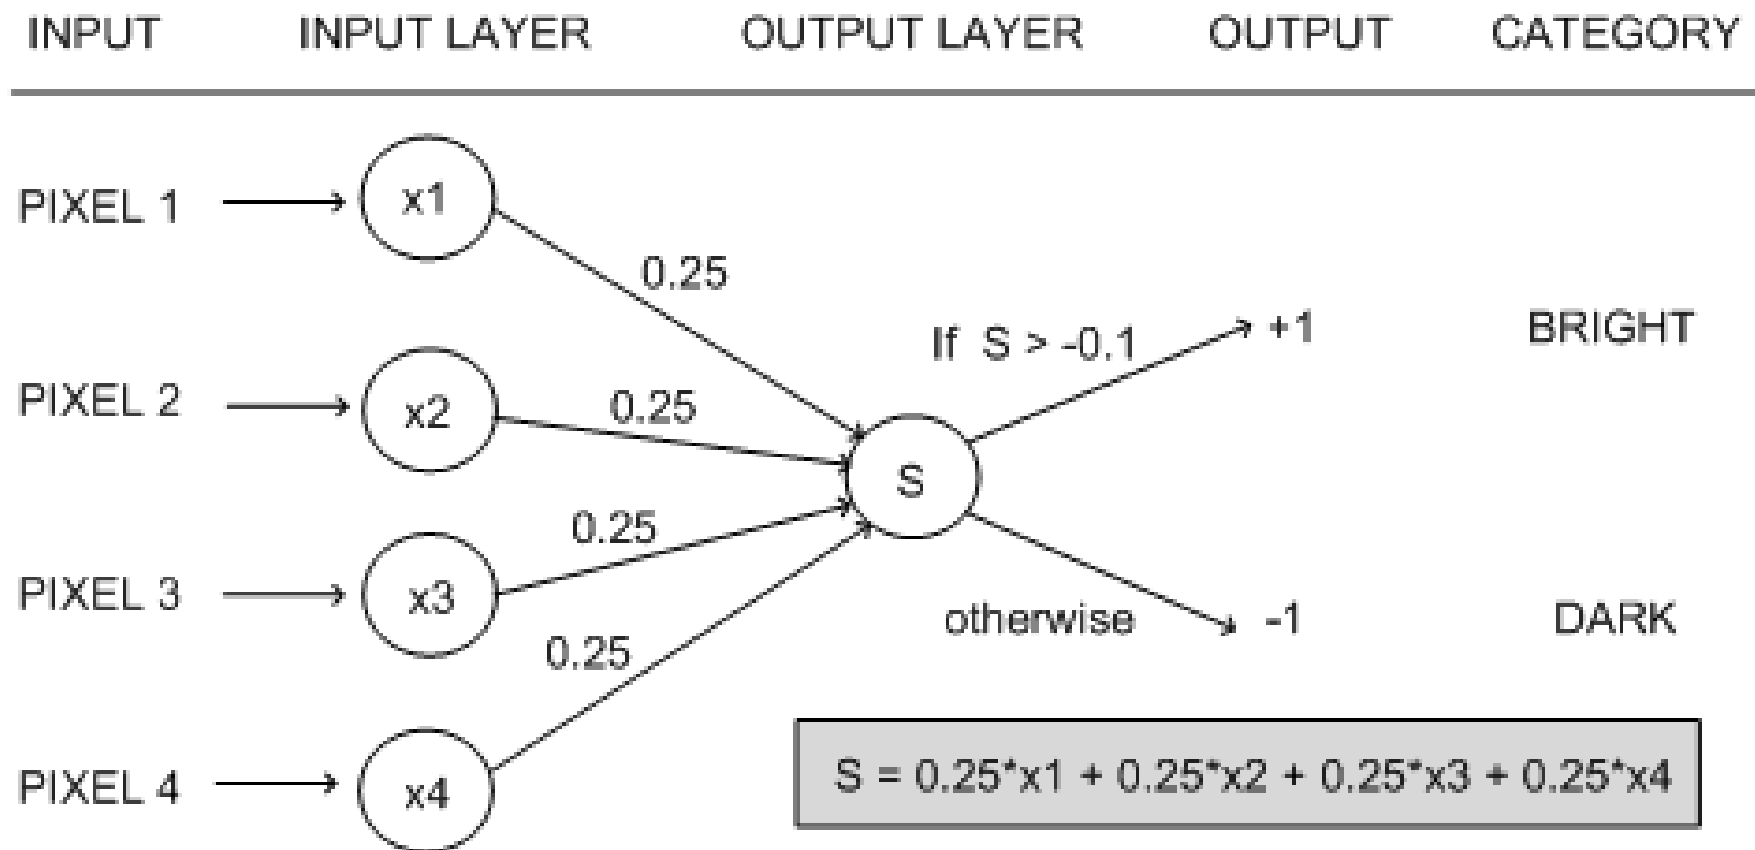 INPUT INPUT LAYER OUTPUT LAYER OUTPUT CATEGORY
PIXEL 1 x1
0.25
If S > -0.1 +1 BRIGHT
PIXEL 2 x2 0.25
S
0.25
PIXEL 3 x3
otherwise -1 DARK
0.25
PIXEL 4 x4
S = 0.25*x1 + 0.25*x2 + 0.25*x3 + 0.25*x4